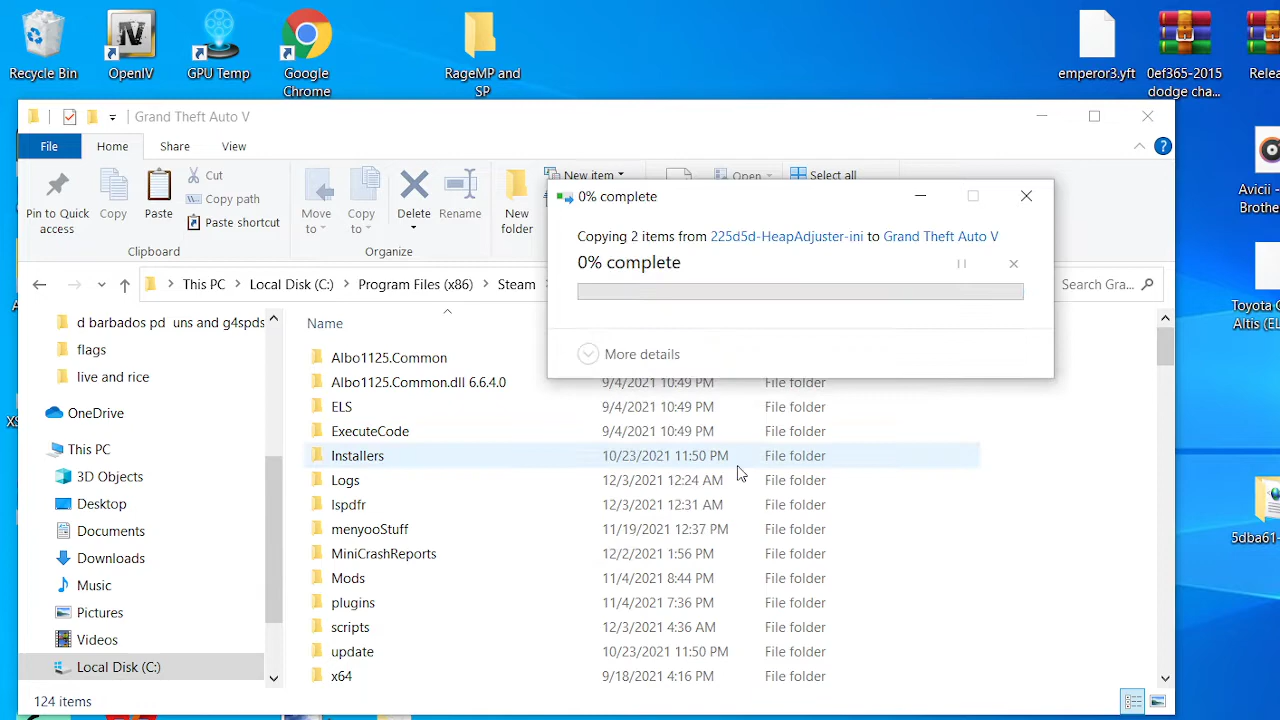 Recycle Bin
OpenIV
GPU Temp
Google
Chrome
RageMP and
SP
emperor3.yft
0ef365-2015
dodge cha...
Relea
Grand Theft Auto V
File
Home
Share
View
Pin to Quick
access
Copy
Paste
Cut
Copy path
Paste shortcut
Clipboard
Move
to
Copy
to
Delete
Rename
Organize
New
folder
New item
Open
Select all
0% complete
Copying 2 items from 225d5d-HeapAdjuster-ini to Grand Theft Auto V
0% complete
More details
This PC
Local Disk (C:)
Program Files (x86)
Steam
Search Gra...
Avicii -
Brothe
Toyota C
Altis (EL
5dba61-
XS
d barbados pd uns and g4spds
flags
live and rice
OneDrive
This PC
3D Objects
Desktop
Documents
Downloads
Music
Pictures
Videos
Local Disk (C:)
Name
Albo1125.Common
Albo1125.Common.dll 6.6.4.0 9/4/2021 10:49 PM File folder
ELS 9/4/2021 10:49 PM File folder
ExecuteCode 9/4/2021 10:49 PM File folder
Installers 10/23/2021 11:50 PM File folder
Logs 12/3/2021 12:24 AM File folder
lspdfr 12/3/2021 12:31 AM File folder
menyooStuff 11/19/2021 12:37 PM File folder
MiniCrashReports 12/2/2021 1:56 PM File folder
Mods 11/4/2021 8:44 PM File folder
plugins 11/4/2021 7:36 PM File folder
scripts 12/3/2021 4:36 AM File folder
update 10/23/2021 11:50 PM File folder
x64 9/18/2021 4:16 PM File folder
124 items